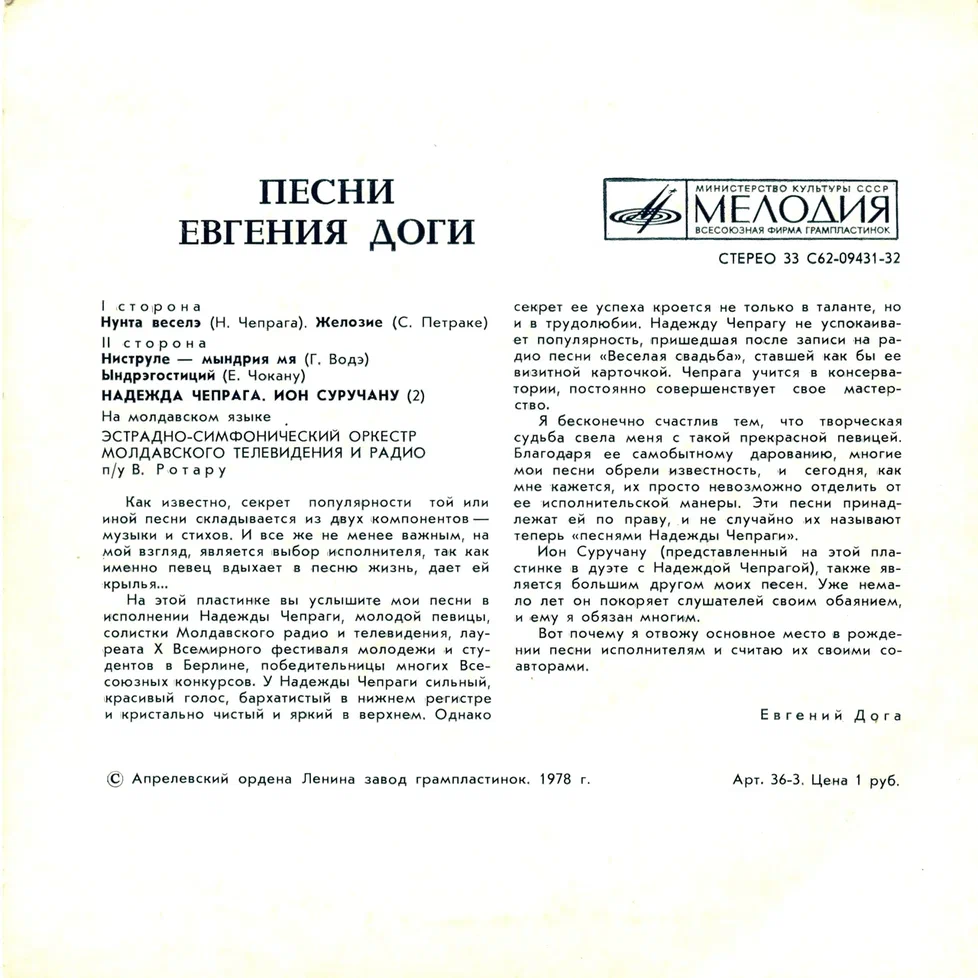 ПЕСНИ
ЕВГЕНИЯ ДОГИ
МИНИСТЕРСТВО КУЛЬТУРЫ СССР
МЕЛОДИЯ
ВСЕСОЮЗНАЯ ФИРМА ГРАМПЛАСТИНОК
СТЕРЕО 33 С62-09431-32
I сторона
Нунта веселэ (Н. Чепрага). Желозие (С. Петраке)
II сторона
Ниструле — мындрия мя (Г. Водэ)
Ындрэгостиций (Е. Чокану)
НАДЕЖДА ЧЕПРАГА, ИОН СУРУЧАНУ (2)
На молдавском языке
ЭСТРАДНО-СИМФОНИЧЕСКИЙ ОРКЕСТР
МОЛДАВСКОГО ТЕЛЕВИДЕНИЯ И РАДИО
п/у В. Ротару
Как известно, секрет популярности той или
иной песни складывается из двух компонентов —
музыки и стихов. И все же не менее важным, на
мой взгляд, является выбор исполнителя, так как
именно певец вдыхает в песню жизнь, дает ей
крылья...
На этой пластинке вы услышите мои песни в
исполнении Надежды Чепраги, молодой певицы,
солистки Молдавского радио и телевидения, лау-
реата X Всемирного фестиваля молодежи и сту-
дентов в Берлине, победительницы многих Все-
союзных конкурсов. У Надежды Чепраги сильный,
красивый голос, бархатистый в нижнем регистре
и кристально чистый и яркий в верхнем. Однако
секрет ее успеха кроется не только в таланте, но
и в трудолюбии. Надежду Чепрагу не успокаива-
ет популярность, пришедшая после записи на ра-
дио песни «Веселая свадьба», ставшей как бы ее
визитной карточкой. Чепрага учится в консерва-
тории, постоянно совершенствует свое мастер-
ство.
Я бесконечно счастлив тем, что творческая
судьба свела меня с такой прекрасной певицей.
Благодаря ее самобытному дарованию, многие
мои песни обрели известность, и сегодня, как
мне кажется, их просто невозможно отделить от
ее исполнительской манеры. Эти песни принад-
лежат ей по праву, и не случайно их называют
теперь «песнями Надежды Чепраги».
Ион Суручану (представленный на этой пла-
стинке в дуэте с Надеждой Чепрагой), также яв-
ляется большим другом моих песен. Уже нема-
ло лет он покоряет слушателей своим обаянием,
и ему я обязан многим.
Вот почему я отвожу основное место в рожде-
нии песни исполнителям и считаю их своими со-
авторами.
Евгений Дога
© Апрелевский ордена Ленина завод грампластинок. 1978 г.
Арт. 36-3. Цена 1 руб.